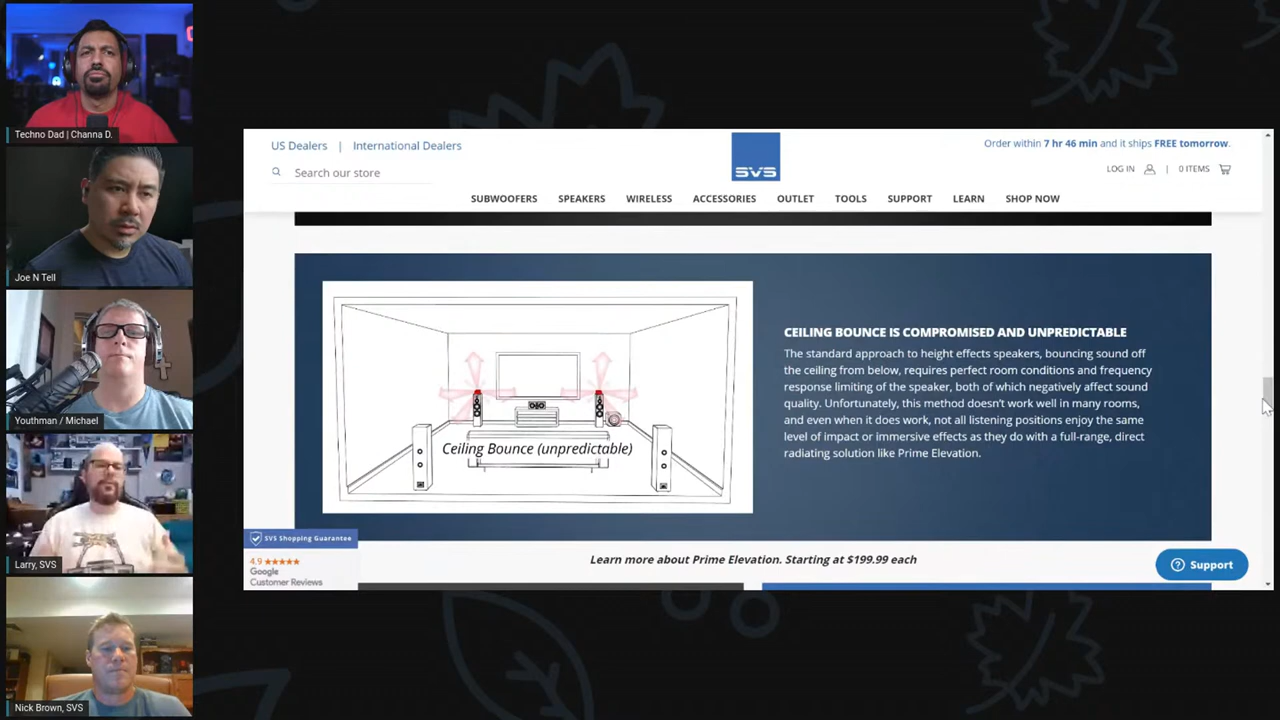 Techno Dad | Channa D.
Joe N Tell
Youthman / Michael
Larry, SVS
Nick Brown, SVS
US Dealers | International Dealers
Search our store
SVS
Order within 7 hr 46 min and it ships FREE tomorrow.
LOG IN | 0 ITEMS
SUBWOOFERS SPEAKERS WIRELESS ACCESSORIES OUTLET TOOLS SUPPORT LEARN SHOP NOW
Ceiling Bounce (unpredictable)
CEILING BOUNCE IS COMPROMISED AND UNPREDICTABLE
The standard approach to height effects speakers, bouncing sound off
the ceiling from below, requires perfect room conditions and frequency
response limiting of the speaker, both of which negatively affect sound
quality. Unfortunately, this method doesn't work well in many rooms,
and even when it does work, not all listening positions enjoy the same
level of impact or immersive effects as they do with a full-range, direct
radiating solution like Prime Elevation.
SVS Shopping Guarantee
4.9 ★★★★★
Google
Customer Reviews
Learn more about Prime Elevation. Starting at $199.99 each
Support